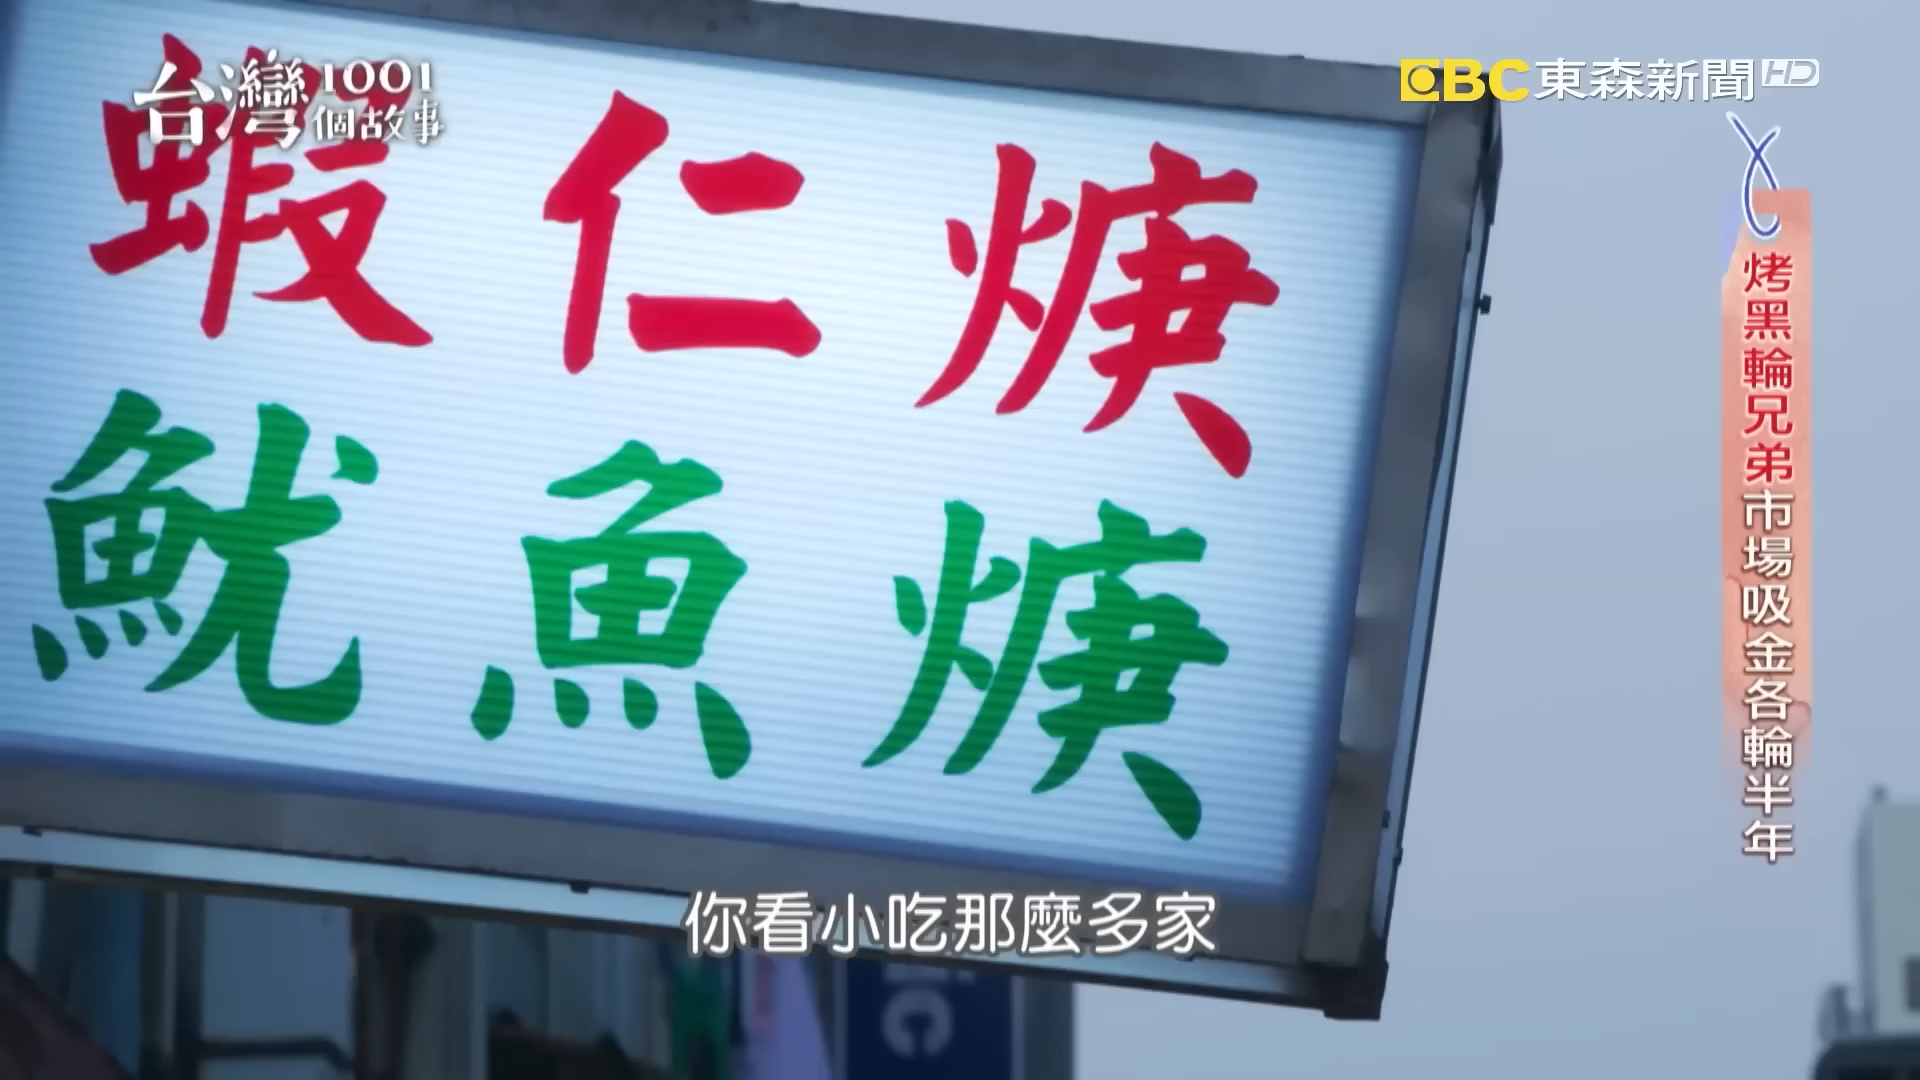 台灣1001個故事
EBC東森新聞HD
蝦仁焿
魷魚焿
烤黑輪兄弟市場吸金各輪半年
你看小吃那麼多家